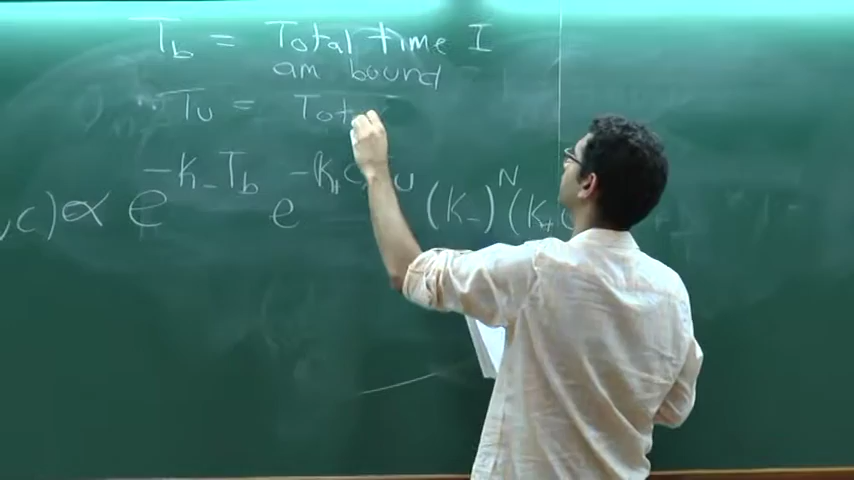 T_b = Total time I
am bound
T_u = Tot
c) ∝ e^{-k_- T_b} e^{-k_+ c T_u} (k_-)^N (k_+